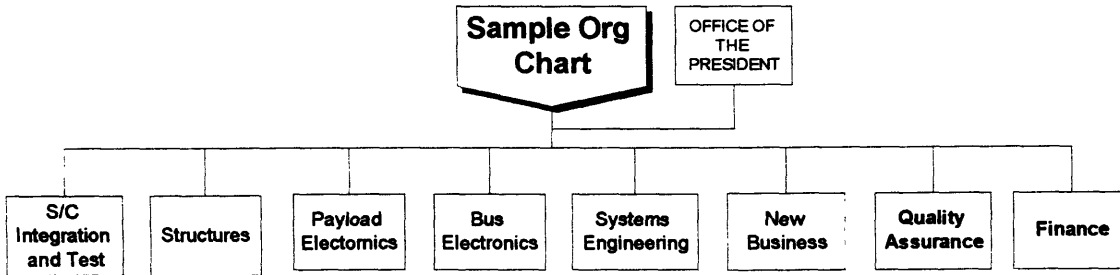 Sample Org
Chart
OFFICE OF
THE
PRESIDENT
S/C
Integration
and Test
Structures
Payload
Electornics
Bus
Electronics
Systems
Engineering
New
Business
Quality
Assurance
Finance